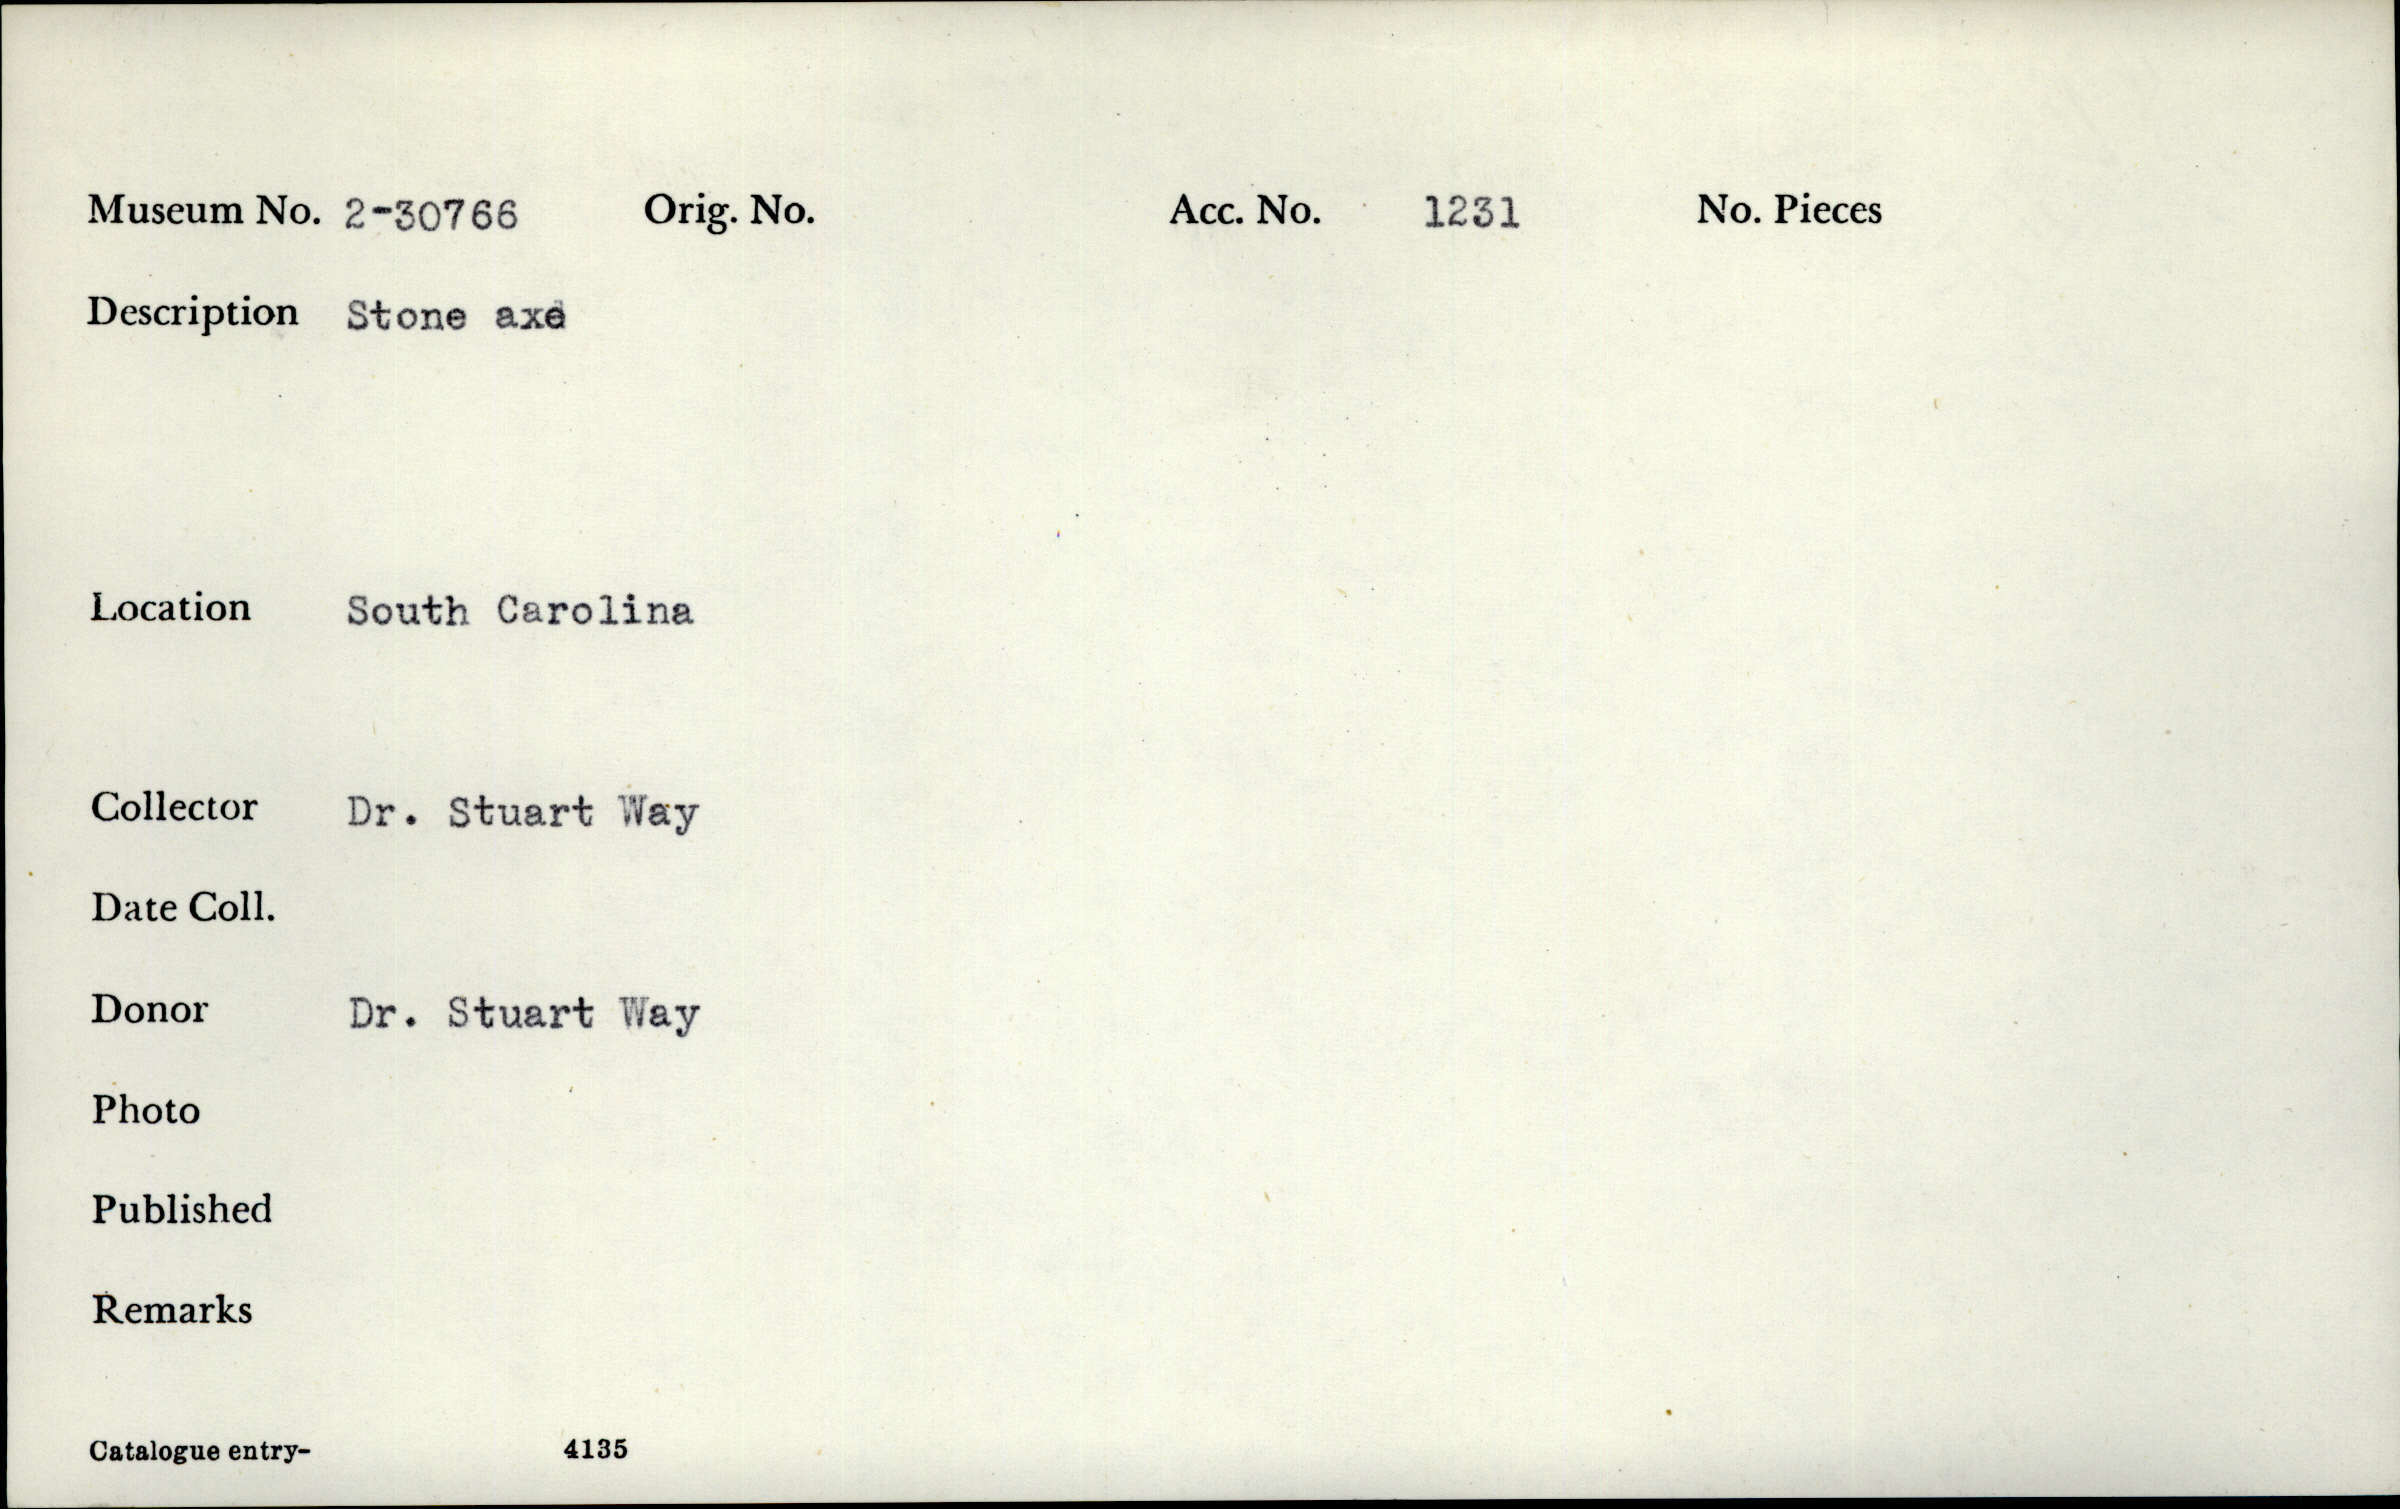 Museum No. 2-30766 Orig. No. Acc. No. 1231 No. Pieces
Description Stone axe
Location South Carolina
Collector Dr. Stuart Way
Date Coll.
Donor Dr. Stuart Way
Photo
Published
Remarks
Catalogue entry- 4135